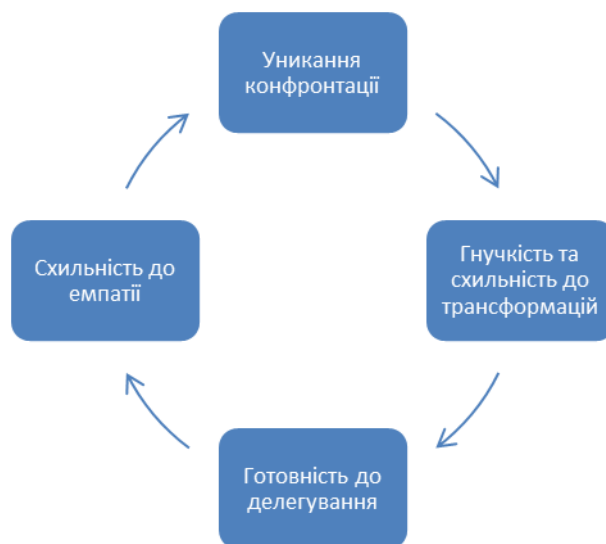 Уникання
конфронтації
Гнучкість та
схильність до
трансформацій
Готовність до
делегування
Схильність до
емпатії